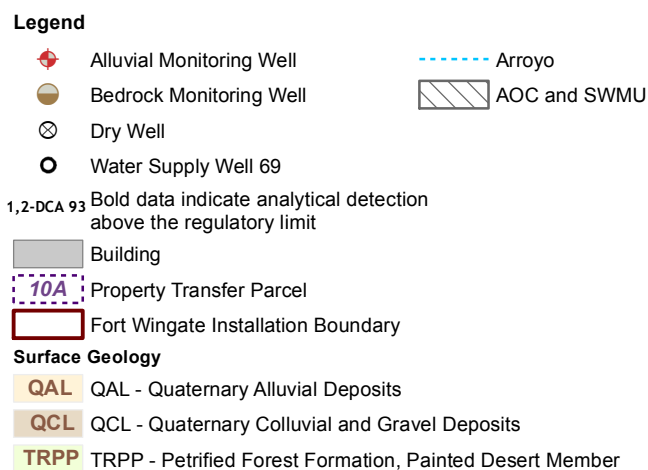 Legend
Alluvial Monitoring Well
Arroyo
Bedrock Monitoring Well
AOC and SWMU
Dry Well
Water Supply Well 69
1,2-DCA 93 Bold data indicate analytical detection
above the regulatory limit
Building
10A Property Transfer Parcel
Fort Wingate Installation Boundary
Surface Geology
QAL QAL - Quaternary Alluvial Deposits
QCL QCL - Quaternary Colluvial and Gravel Deposits
TRPP TRPP - Petrified Forest Formation, Painted Desert Member